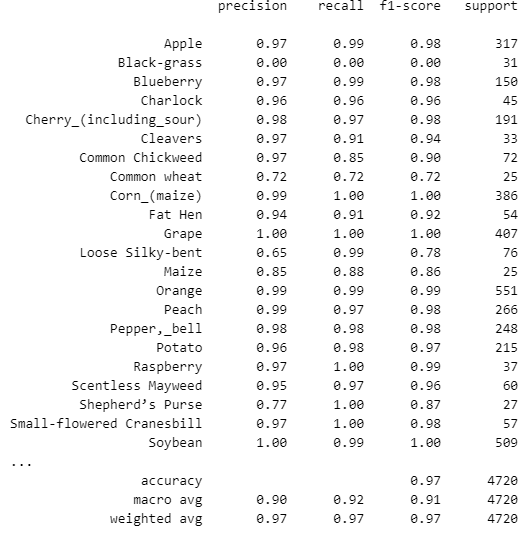 precision recall f1-score support
Apple 0.97 0.99 0.98 317
Black-grass 0.00 0.00 0.00 31
Blueberry 0.97 0.99 0.98 150
Charlock 0.96 0.96 0.96 45
Cherry_(including_sour) 0.98 0.97 0.98 191
Cleavers 0.97 0.91 0.94 33
Common Chickweed 0.97 0.85 0.90 72
Common wheat 0.72 0.72 0.72 25
Corn_(maize) 0.99 1.00 1.00 386
Fat Hen 0.94 0.91 0.92 54
Grape 1.00 1.00 1.00 407
Loose Silky-bent 0.65 0.99 0.78 76
Maize 0.85 0.88 0.86 25
Orange 0.99 0.99 0.99 551
Peach 0.99 0.97 0.98 266
Pepper,_bell 0.98 0.98 0.98 248
Potato 0.96 0.98 0.97 215
Raspberry 0.97 1.00 0.99 37
Scentless Mayweed 0.95 0.97 0.96 60
Shepherd’s Purse 0.77 1.00 0.87 27
Small-flowered Cranesbill 0.97 1.00 0.98 57
Soybean 1.00 0.99 1.00 509
...
accuracy 0.97 4720
macro avg 0.90 0.92 0.91 4720
weighted avg 0.97 0.97 0.97 4720